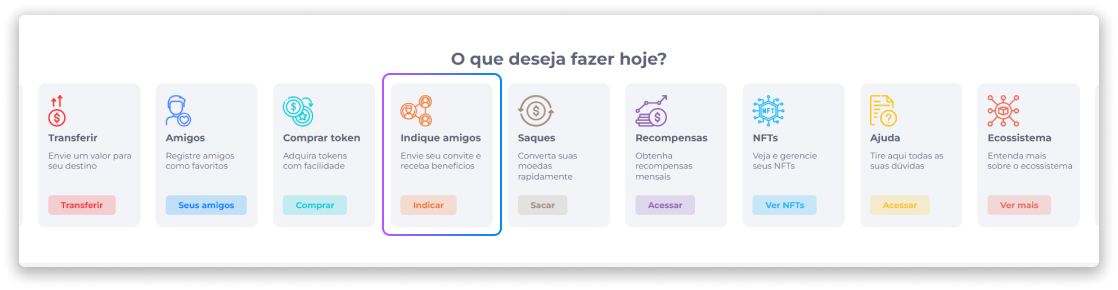 O que deseja fazer hoje?
Transferir
Envie um valor para
seu destino
Transferir
Amigos
Registre amigos
como favoritos
Seus amigos
Comprar token
Adquira tokens
com facilidade
Comprar
Indique amigos
Envie seu convite e
receba benefícios
Indicar
Saques
Converta suas
moedas
rapidamente
Sacar
Recompensas
Obtenha
recompensas
mensais
Acessar
NFT
NFTs
Veja e gerencie
seus NFTs
Ver NFTs
Ajuda
Tire aqui todas as
suas dúvidas
Acessar
Ecossistema
Entenda mais
sobre o ecossistema
Ver mais